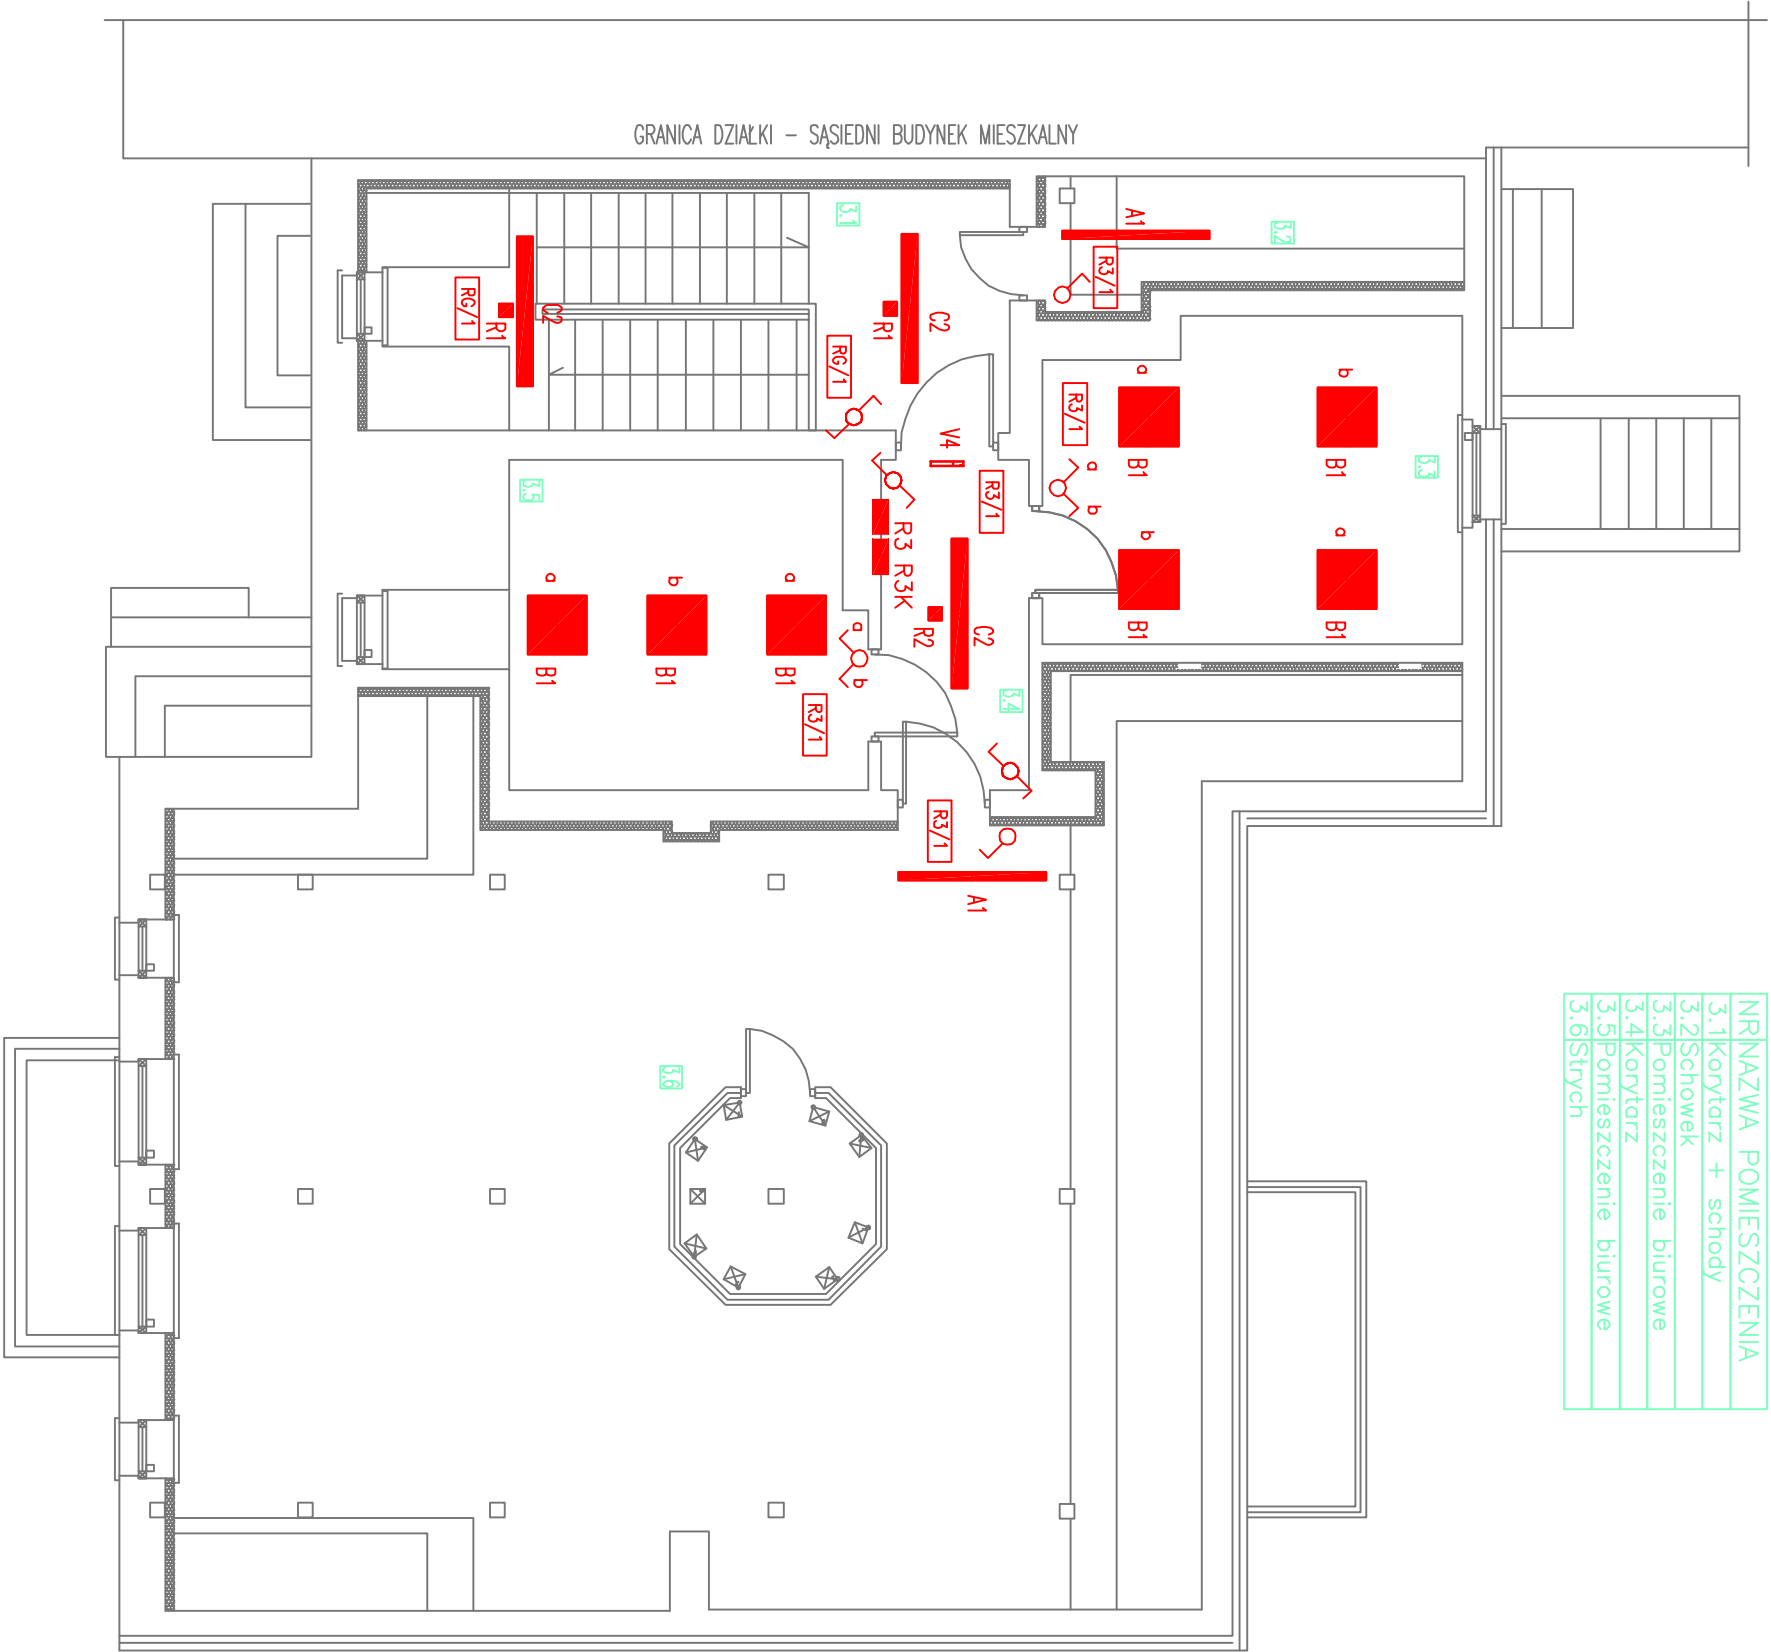 GRANICA DZIAŁKI – SĄSIEDNI BUDYNEK MIESZKALNY
3.1
3.2
A1
R3/1
C2
R1
RG/1
C2
R1
RG/1
a
b
R3/1
B1
B1
3.3
a
b
V4
R3/1
b
a
B1
B1
3.5
R3 R3K
a
b
a
B1
B1
B1
R2
C2
a
b
R3/1
3.4
R3/1
A1
3.6
NR NAZWA POMIESZCZENIA
3.1 Korytarz + schody
3.2 Schowek
3.3 Pomieszczenie biurowe
3.4 Korytarz
3.5 Pomieszczenie biurowe
3.6 Strych